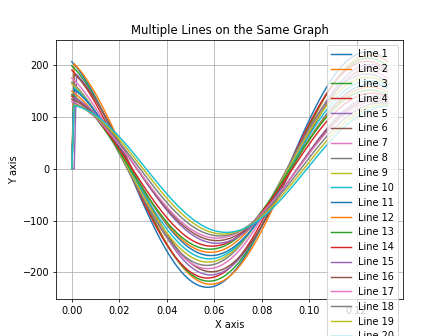 Multiple Lines on the Same Graph
Y axis
200
100
0
−100
−200
0.00
0.02
0.04
0.06
0.08
0.10
X axis
Line 1
Line 2
Line 3
Line 4
Line 5
Line 6
Line 7
Line 8
Line 9
Line 10
Line 11
Line 12
Line 13
Line 14
Line 15
Line 16
Line 17
Line 18
Line 19
Line 20